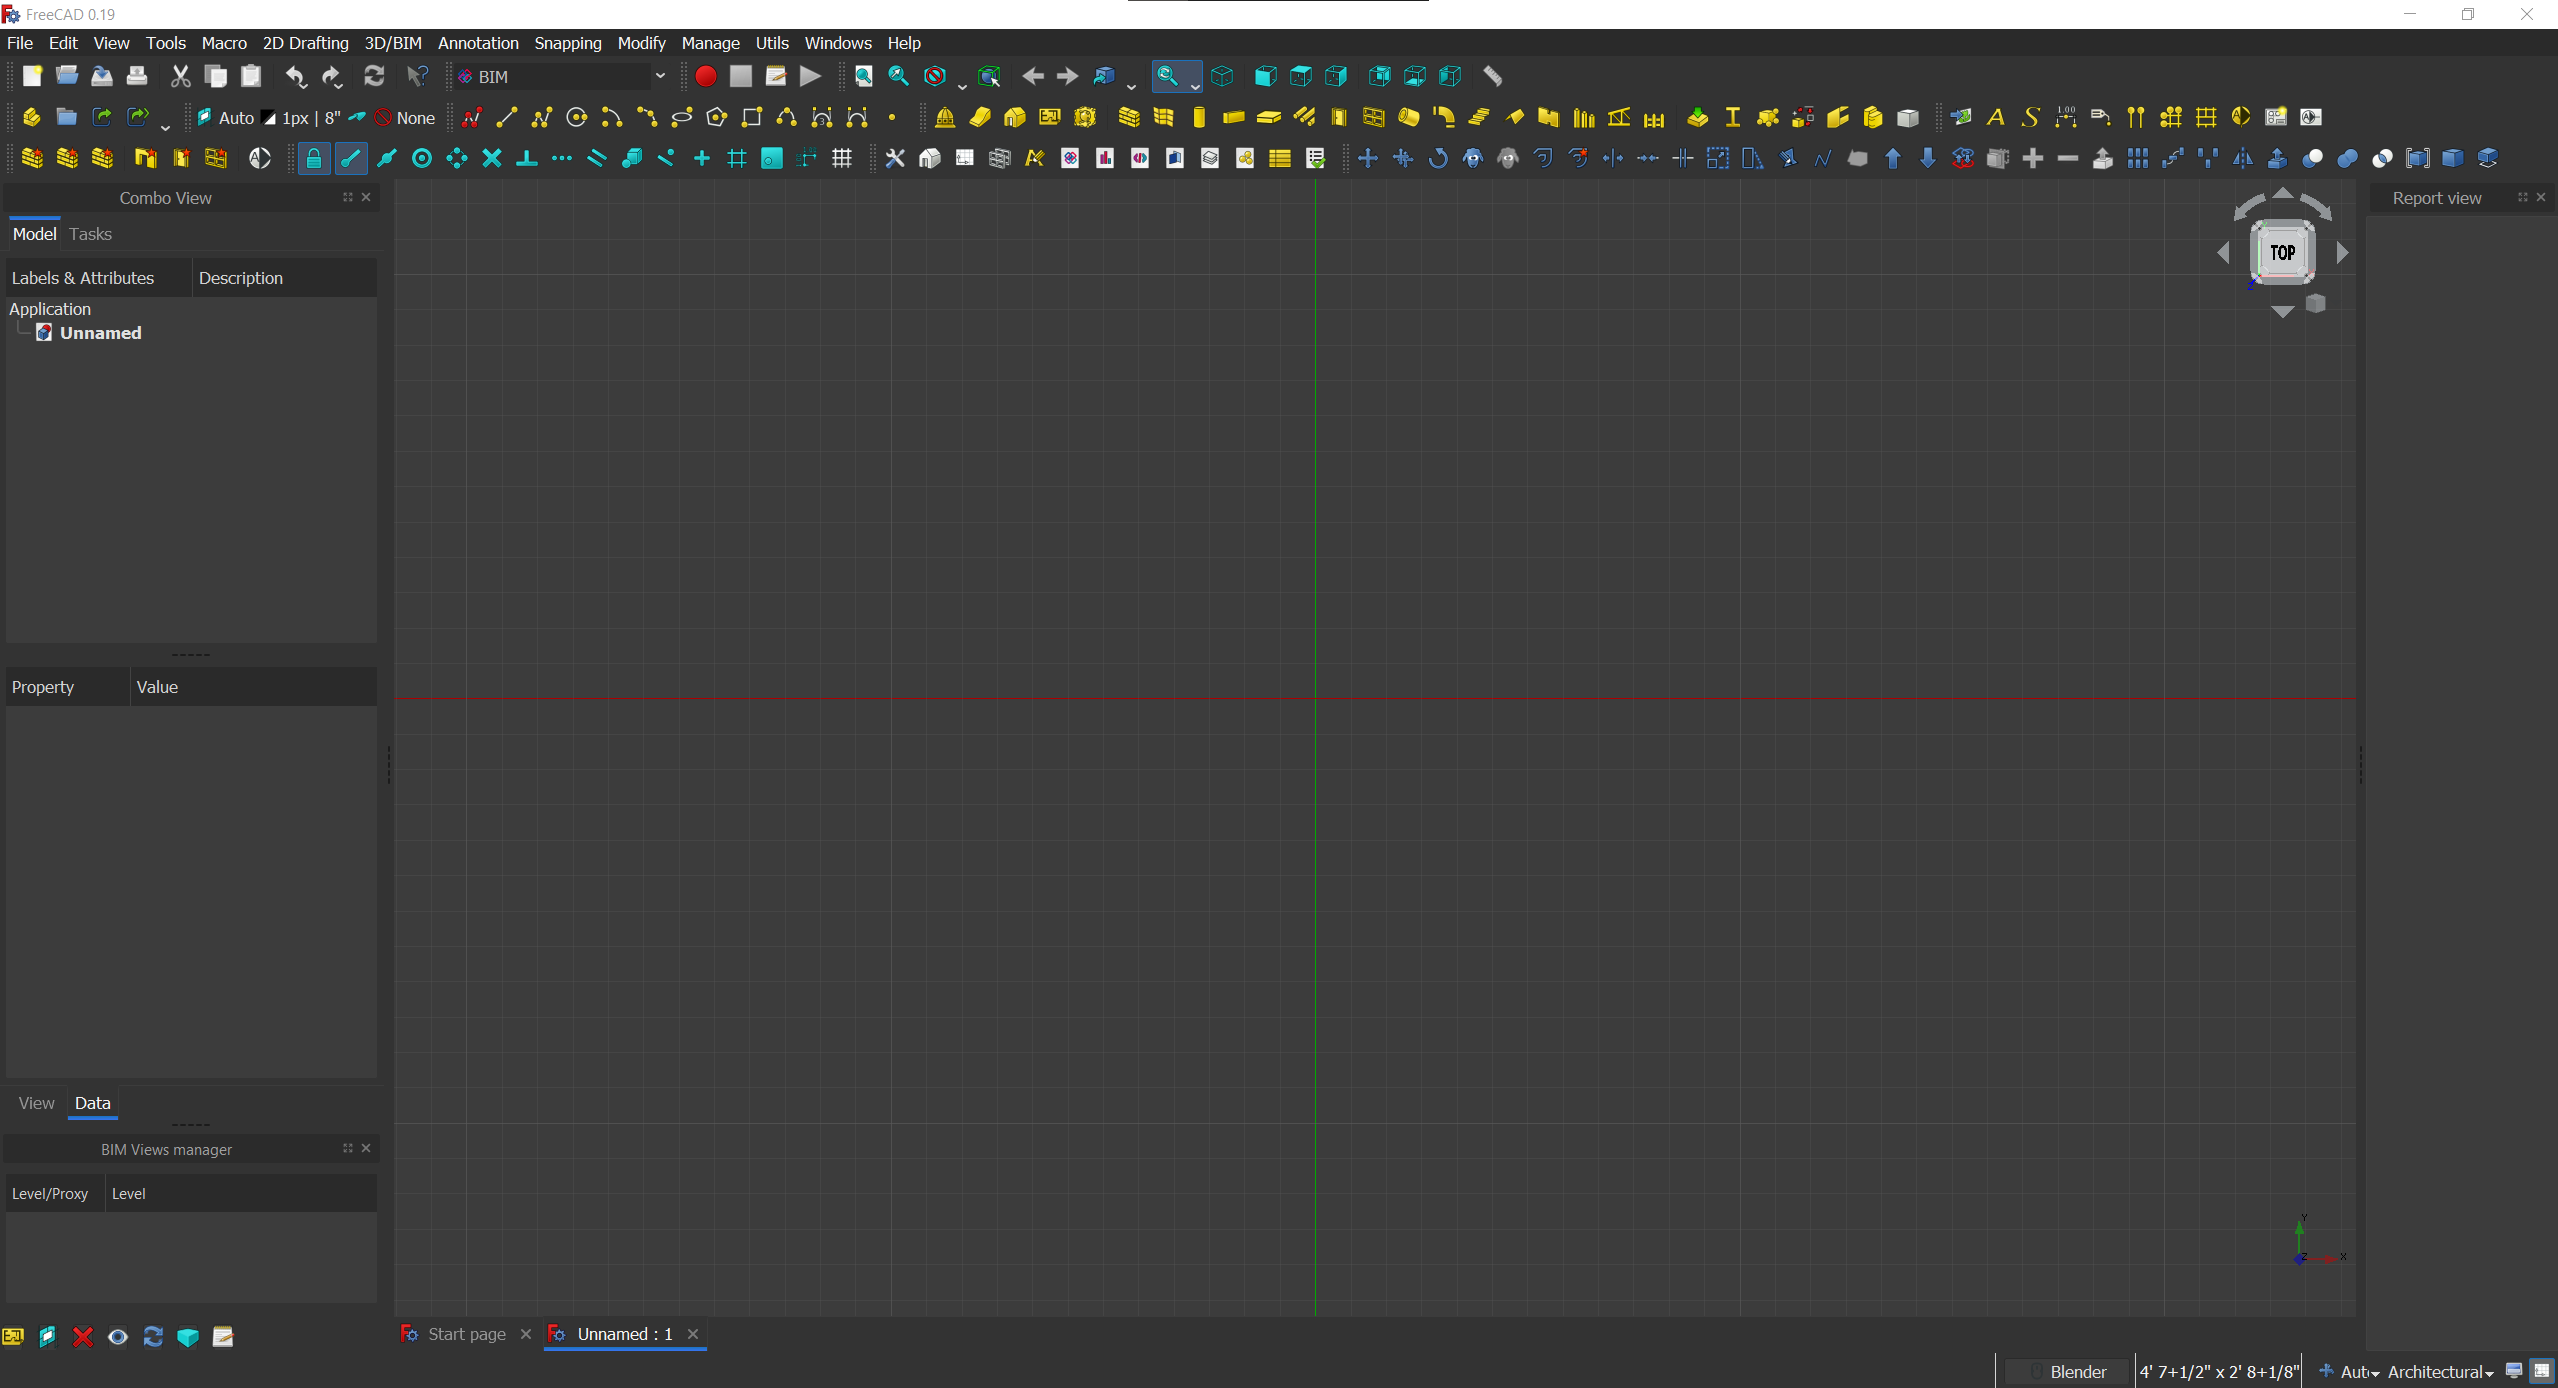 FreeCAD 0.19
File Edit View Tools Macro 2D Drafting 3D/BIM Annotation Snapping Modify Manage Utils Windows Help
BIM
Auto 1px | 8" None
Combo View
Model Tasks
Labels & Attributes Description
Application
Unnamed
Property Value
View Data
BIM Views manager
Level/Proxy Level
Report view
TOP
Y
Z X
Start page Unnamed : 1
Blender 4' 7+1/2" x 2' 8+1/8" Aut Architectural